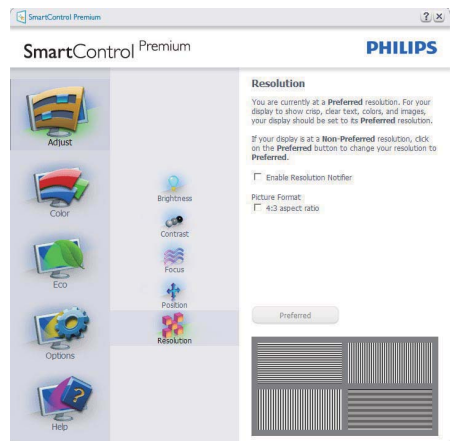 SmartControl Premium
SmartControl Premium
PHILIPS
Adjust
Color
Eco
Options
Help
Brightness
Contrast
Focus
Position
Resolution
Resolution
You are currently at a Preferred resolution. For your
display to show crisp, clear text, colors, and images,
your display should be set to its Preferred resolution.
If your display is at a Non-Preferred resolution, click
on the Preferred button to change your resolution to
Preferred.
Enable Resolution Notifier
Picture Format
4:3 aspect ratio
Preferred